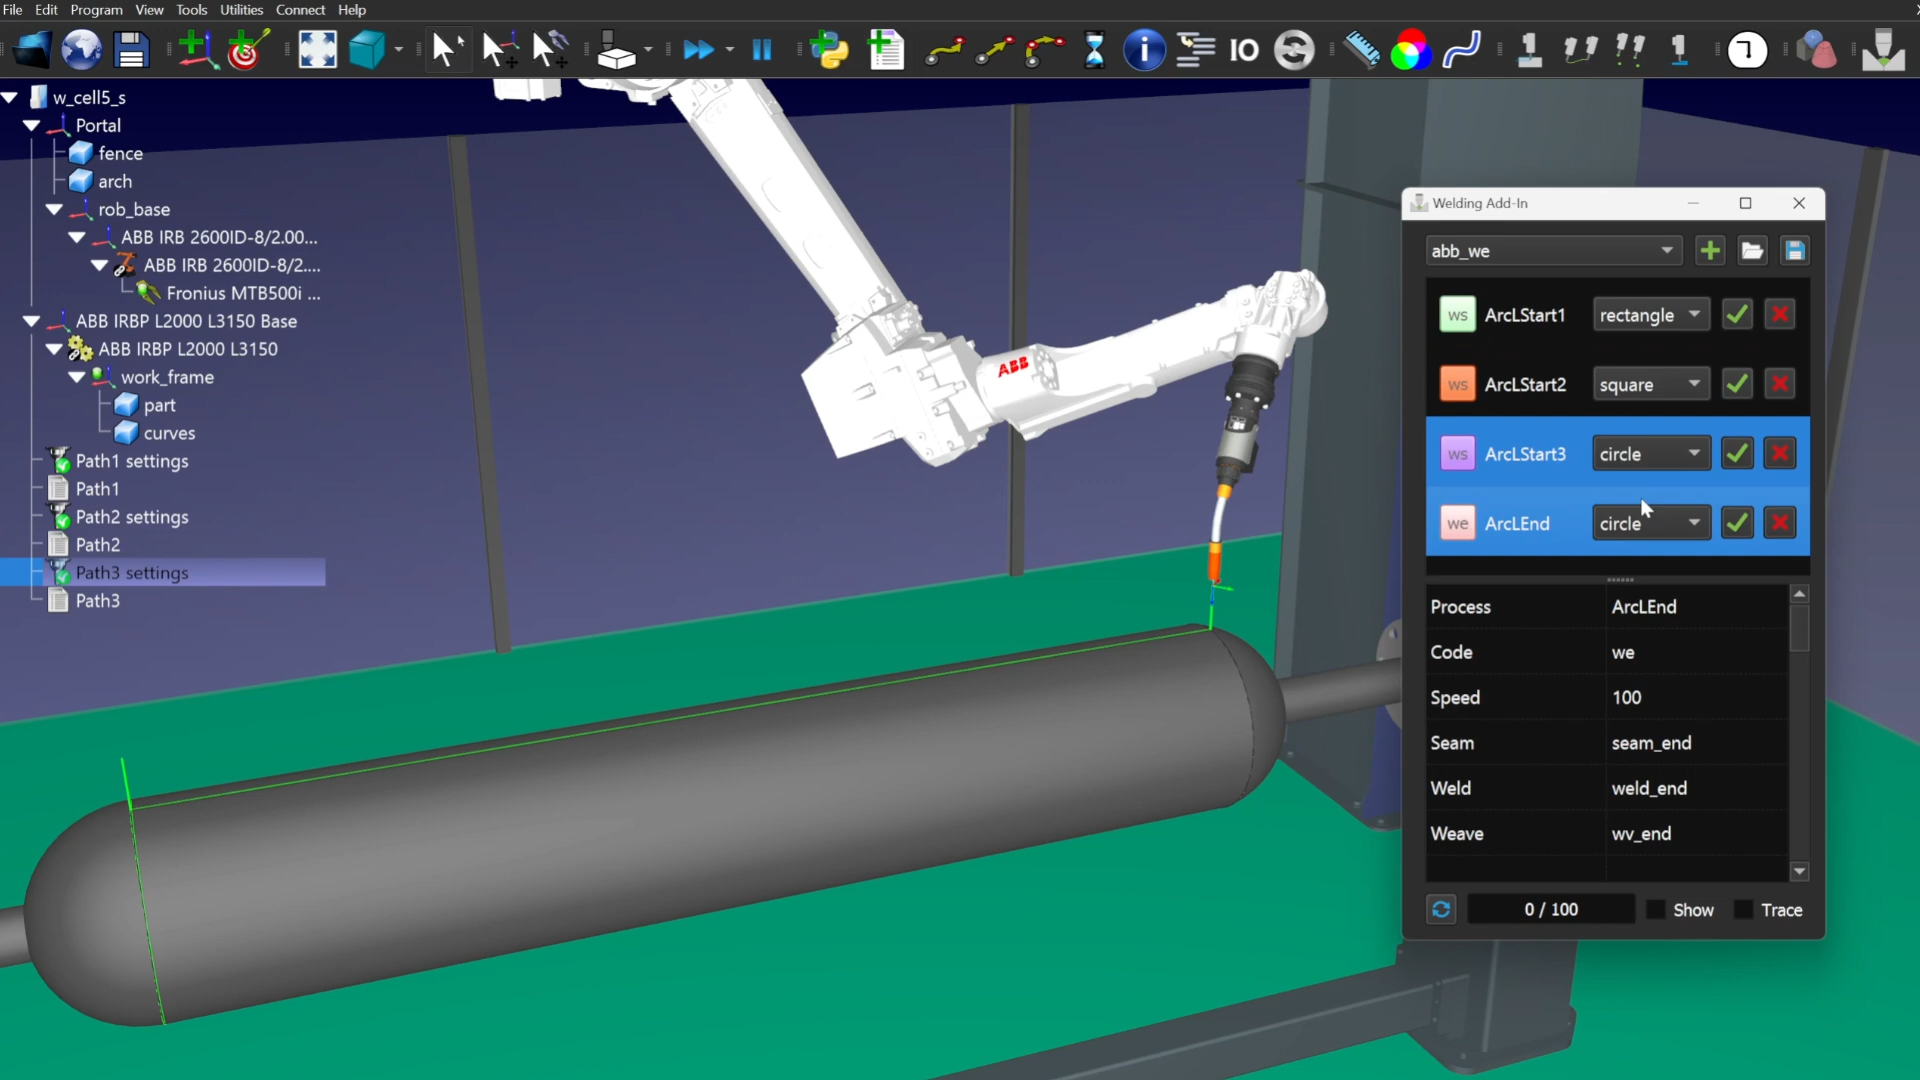 File Edit Program View Tools Utilities Connect Help
IO
w_cell5_s
Portal
fence
arch
rob_base
ABB IRB 2600ID-8/2.00...
ABB IRB 2600ID-8/2....
Fronius MTB500i ...
ABB IRBP L2000 L3150 Base
ABB IRBP L2000 L3150
work_frame
part
curves
Path1 settings
Path1
Path2 settings
Path2
Path3 settings
Path3
ABB
Welding Add-In
abb_we
ws ArcLStart1 rectangle
ws ArcLStart2 square
ws ArcLStart3 circle
we ArcLEnd circle
Process ArcLEnd
Code we
Speed 100
Seam seam_end
Weld weld_end
Weave wv_end
0 / 100 Show Trace